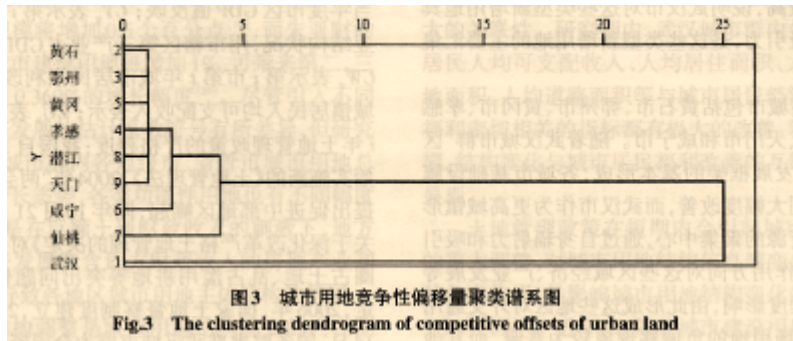 0 5 10 15 20 25
黄石 2
鄂州 3
黄冈 5
孝感 4
Y 潜江 8
天门 9
咸宁 6
仙桃 7
武汉 1
图3 城市用地竞争性偏移量聚类谱系图
Fig.3 The clustering dendrogram of competitive offsets of urban land